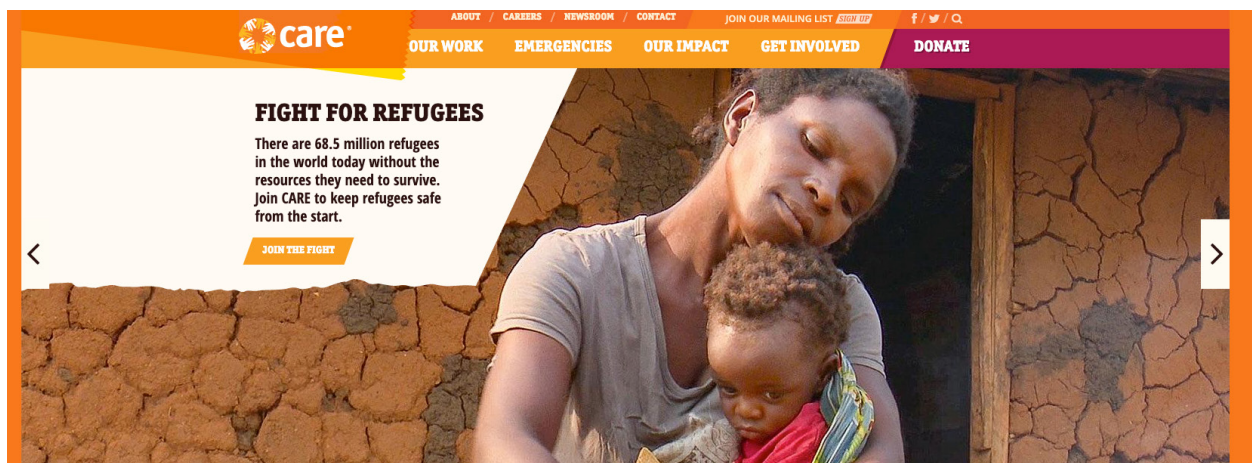 care®
ABOUT / CAREERS / NEWSROOM / CONTACT
JOIN OUR MAILING LIST SIGN UP
OUR WORK EMERGENCIES OUR IMPACT GET INVOLVED DONATE
FIGHT FOR REFUGEES
There are 68.5 million refugees
in the world today without the
resources they need to survive.
Join CARE to keep refugees safe
from the start.
JOIN THE FIGHT